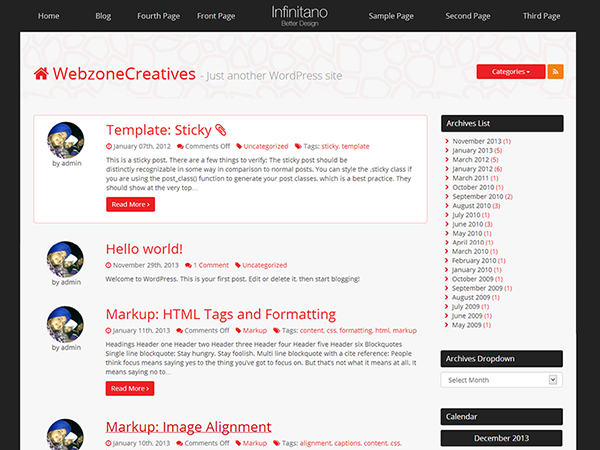 Home Blog Fourth Page Front Page Infinitano Sample Page Second Page Third Page
Better Design
WebzoneCreatives - Just another WordPress site
Categories
Template: Sticky
January 07th, 2012 Comments Off Uncategorized Tags: sticky, template
This is a sticky post. There are a few things to verify: The sticky post should be
distinctly recognizable in some way in comparison to normal posts. You can style the .sticky class if
you are using the post_class() function to generate your post classes, which is a best practice. They
should show at the very top...
by admin
Read More >
Hello world!
November 29th, 2013 1 Comment Uncategorized
Welcome to WordPress. This is your first post. Edit or delete it, then start blogging!
by admin
Markup: HTML Tags and Formatting
January 11th, 2013 Comments Off Markup Tags: content, css, formatting, html, markup
Headings Header one Header two Header three Header four Header five Header six Blockquotes
Single line blockquote: Stay hungry. Stay foolish. Multi line blockquote with a cite reference: People
think focus means saying yes to the thing you've got to focus on. But that's not what it means at all. It
means saying no to...
by admin
Read More >
Markup: Image Alignment
January 10th, 2013 Comments Off Markup Tags: alignment, captions, content, css,
Archives List
November 2013 (1)
January 2013 (5)
March 2012 (5)
January 2012 (6)
March 2011 (1)
October 2010 (1)
September 2010 (2)
August 2010 (3)
July 2010 (1)
June 2010 (3)
May 2010 (1)
April 2010 (1)
March 2010 (1)
February 2010 (1)
January 2010 (1)
October 2009 (1)
September 2009 (1)
August 2009 (1)
July 2009 (1)
June 2009 (1)
May 2009 (1)
Archives Dropdown
Select Month
Calendar
December 2013